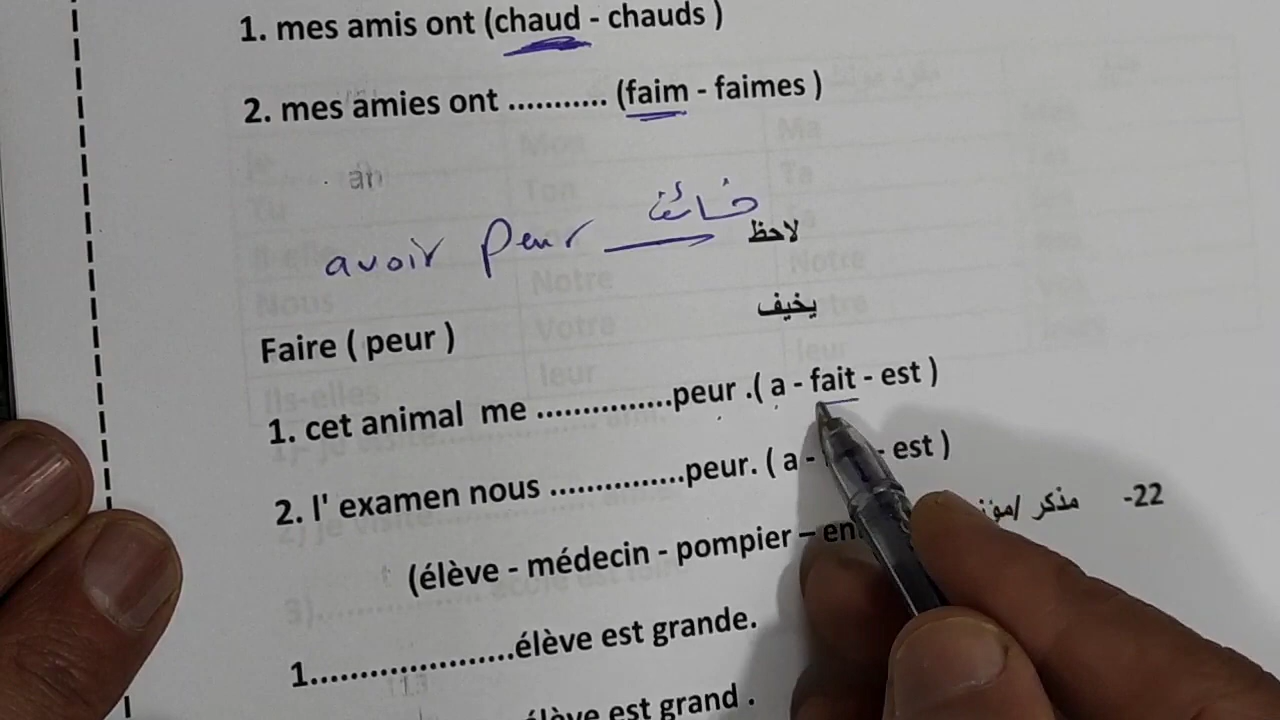 1. mes amis ont (chaud - chauds )
2. mes amies ont ........... (faim - faimes )
avoir peur → خائف
لاحظ
يخيف
Faire ( peur )
1. cet animal me ...............peur .( a - fait - est )
2. l' examen nous ...............peur. ( a - - est )
22- مذكر /
(élève - médecin - pompier – en
1.....................élève est grande.
élève est grand .